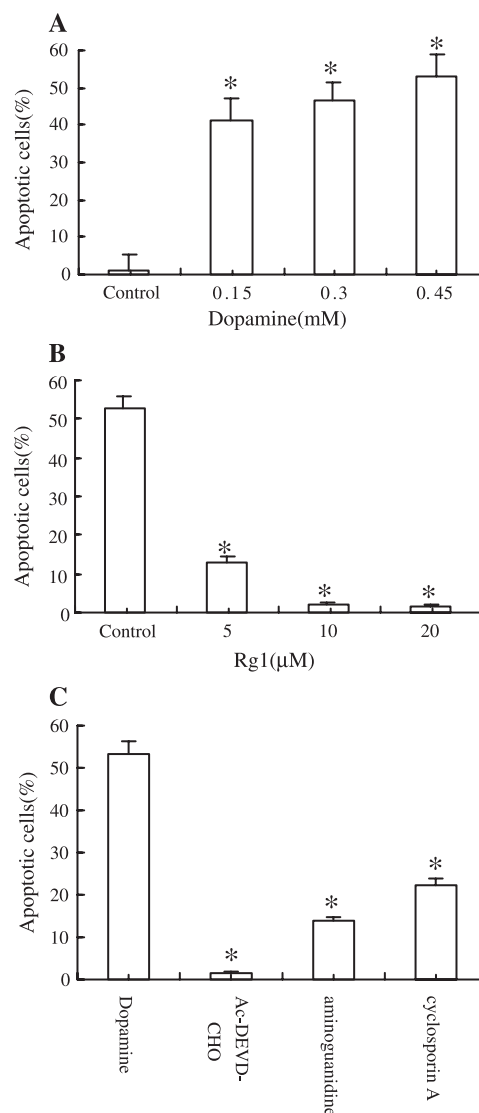 A
Apoptotic cells(%)
60
50
40
30
20
10
0
*
*
*
Control
0.15
0.3
0.45
Dopamine(mM)
B
Apoptotic cells(%)
60
50
40
30
20
10
0
*
*
*
Control
5
10
20
Rg1(μM)
C
Apoptotic cells(%)
60
50
40
30
20
10
0
*
*
*
Dopamine
Ac-DEVD-
CHO
aminoguanidine
cyclosporin A